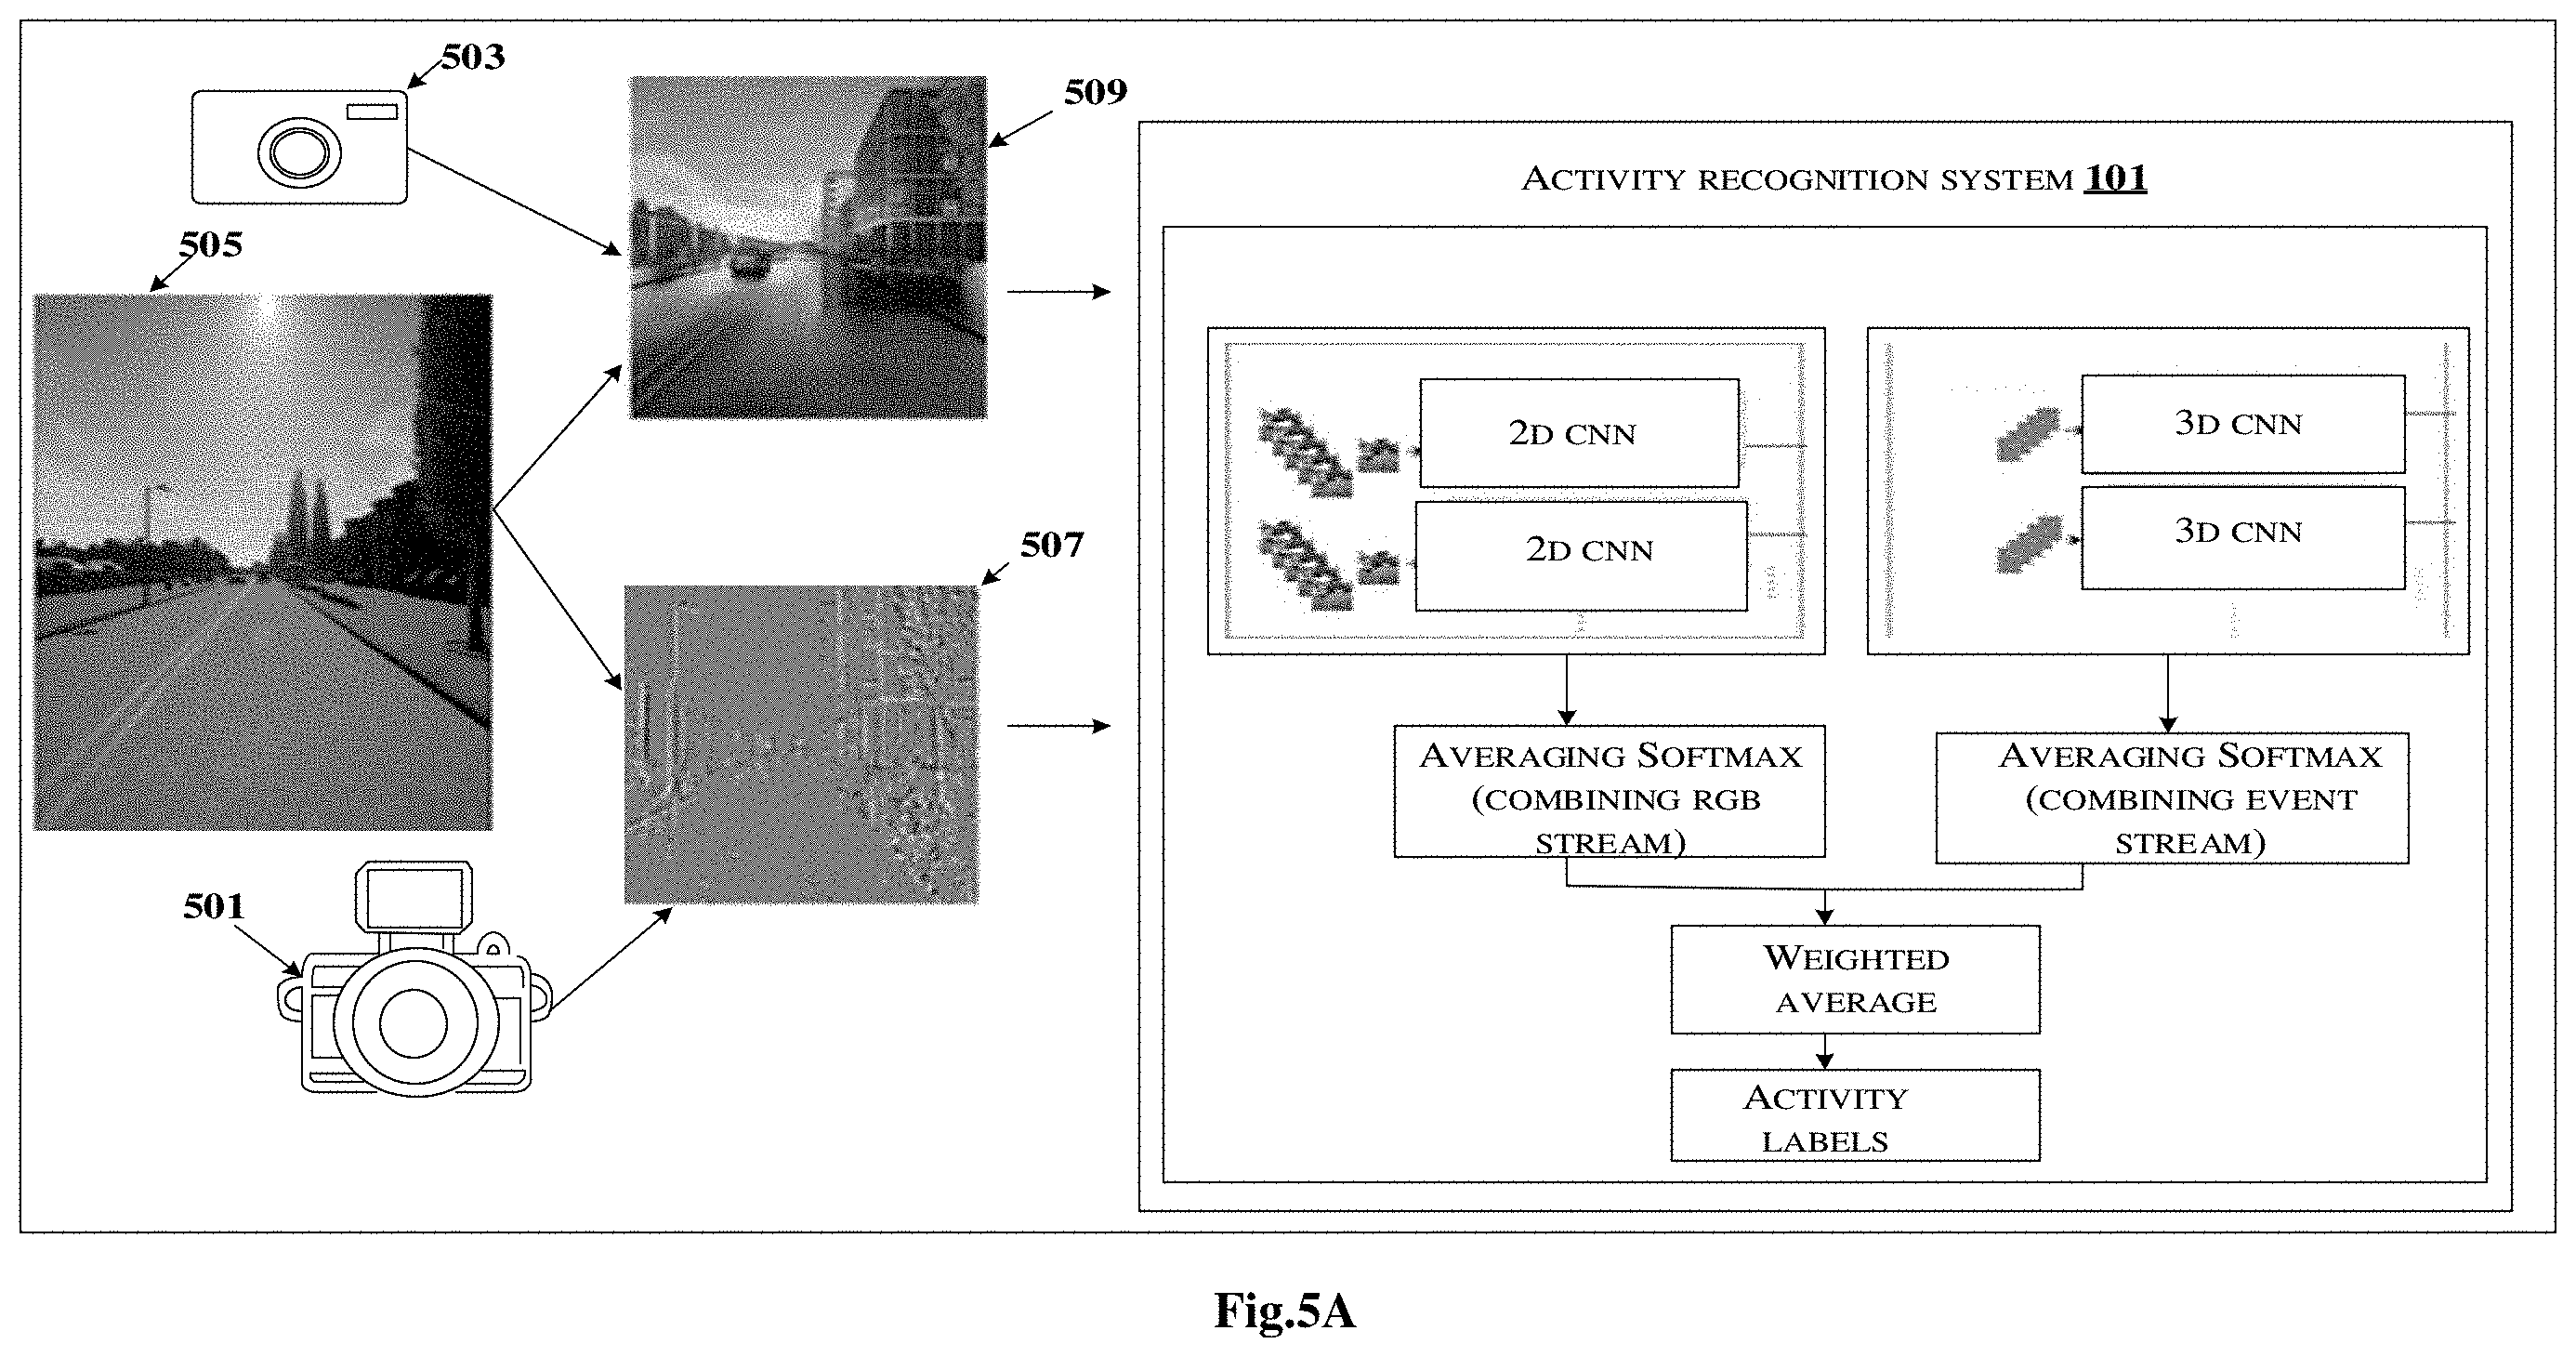 503
509
ACTIVITY RECOGNITION SYSTEM 101
505
2D CNN
2D CNN
3D CNN
3D CNN
507
AVERAGING SOFTMAX
(COMBINING RGB
STREAM)
AVERAGING SOFTMAX
(COMBINING EVENT
STREAM)
501
WEIGHTED
AVERAGE
ACTIVITY
LABELS
Fig.5A